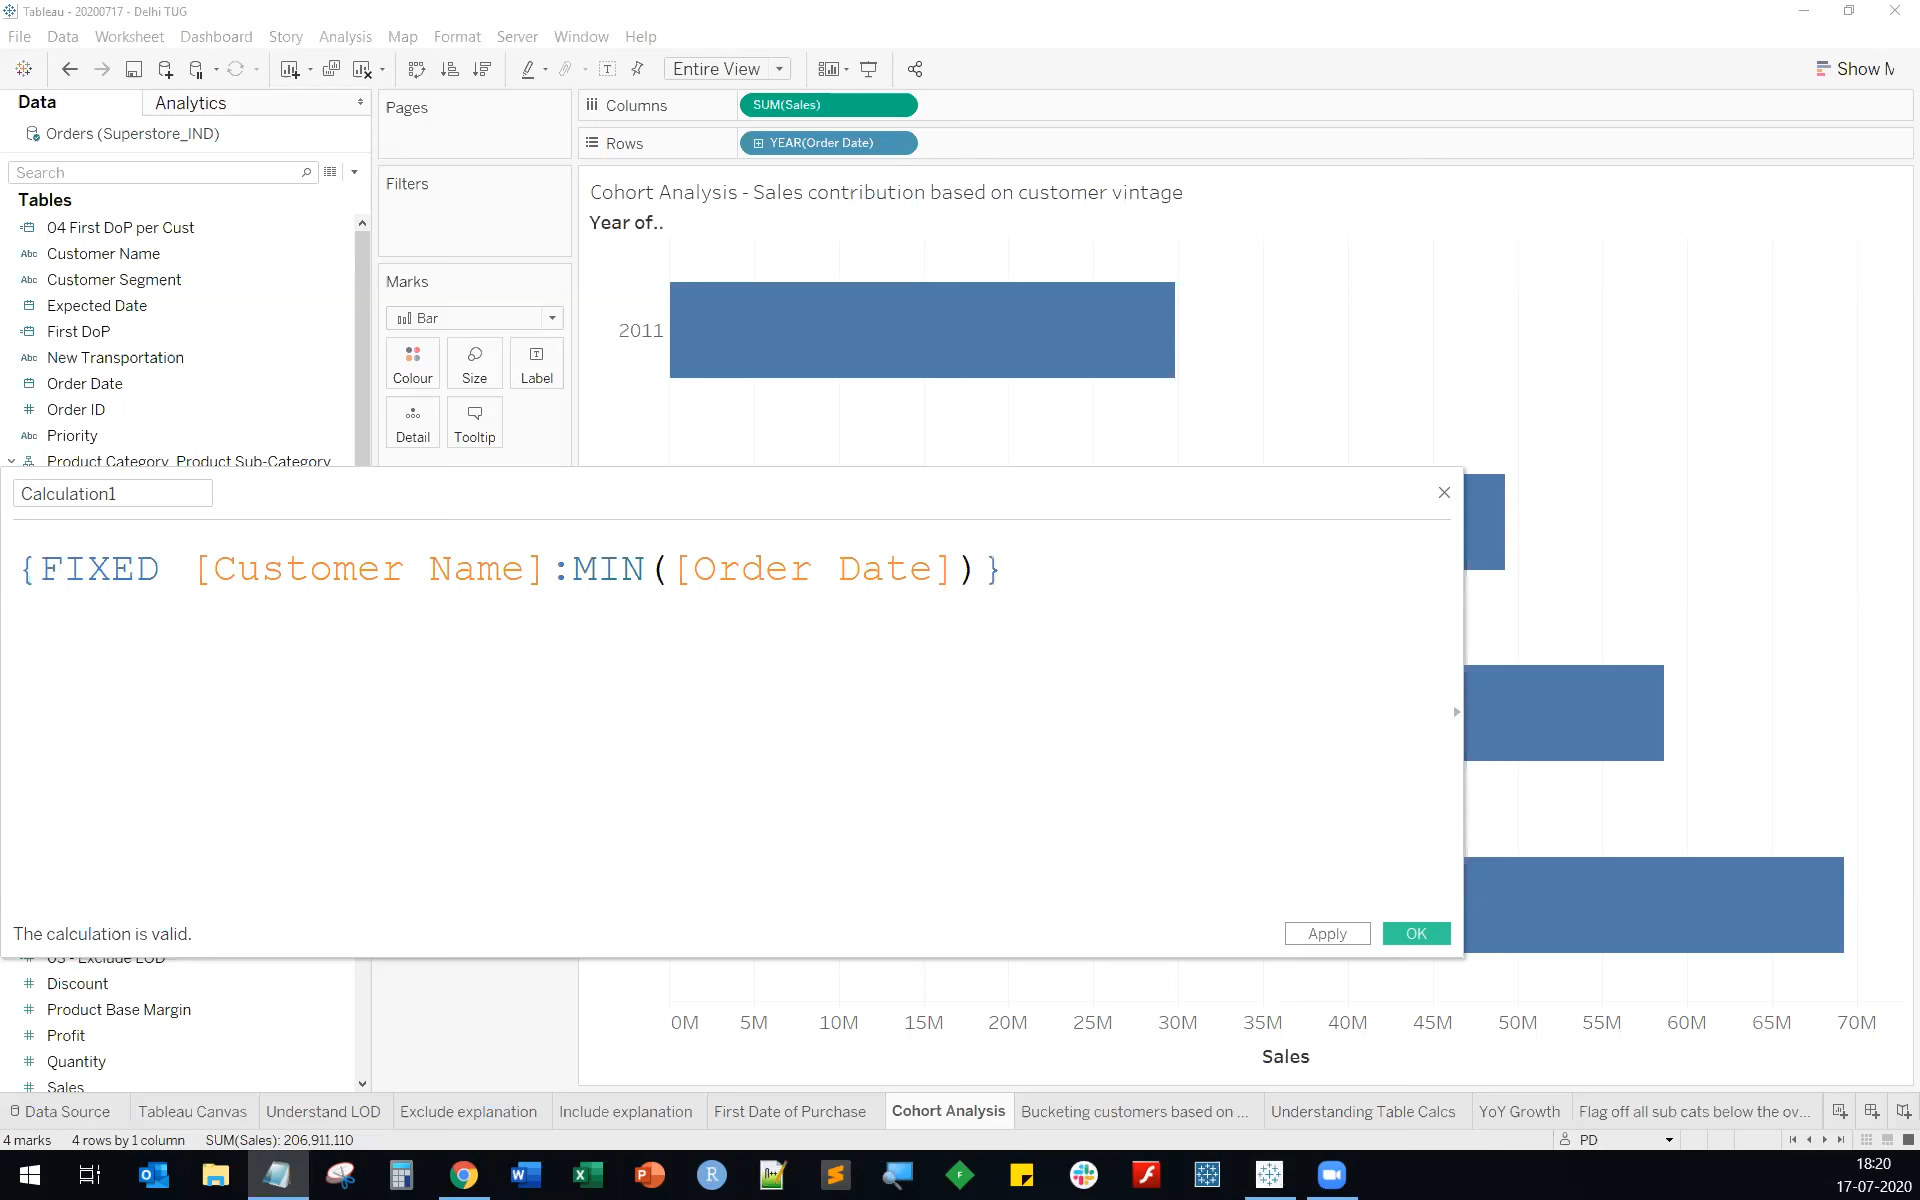 Tableau - 20200717 - Delhi TUG
File Data Worksheet Dashboard Story Analysis Map Format Server Window Help
Entire View
Show M
Data
Analytics
Orders (Superstore_IND)
Search
Tables
04 First DoP per Cust
Abc Customer Name
Abc Customer Segment
Expected Date
First DoP
Abc New Transportation
Order Date
# Order ID
Abc Priority
Product Category, Product Sub-Category
Pages
Filters
Marks
Bar
Colour
Size
Label
Detail
Tooltip
Columns
SUM(Sales)
Rows
YEAR(Order Date)
Cohort Analysis - Sales contribution based on customer vintage
Year of..
2011
Calculation1
{FIXED [Customer Name]:MIN([Order Date])}
The calculation is valid.
Apply
OK
03 - Exclude LOD
# Discount
# Product Base Margin
# Profit
# Quantity
# Sales
0M 5M 10M 15M 20M 25M 30M 35M 40M 45M 50M 55M 60M 65M 70M
Sales
Data Source Tableau Canvas Understand LOD Exclude explanation Include explanation First Date of Purchase Cohort Analysis Bucketing customers based on ... Understanding Table Calcs YoY Growth Flag off all sub cats below the ov...
4 marks 4 rows by 1 column SUM(Sales): 206,911,110
PD
18:20
17-07-2020